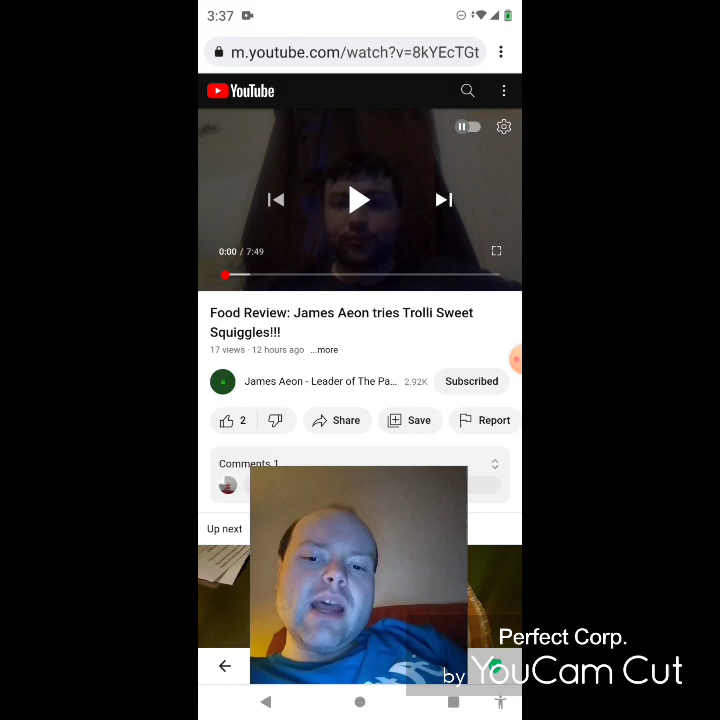 3:37
m.youtube.com/watch?v=8kYEcTGt
YouTube
0:00 / 7:49
Food Review: James Aeon tries Trolli Sweet
Squiggles!!!
17 views · 12 hours ago ...more
James Aeon - Leader of The Pa... 2.92K Subscribed
2 Share Save Report
Comments 1
Up next
Perfect Corp.
by YouCam Cut